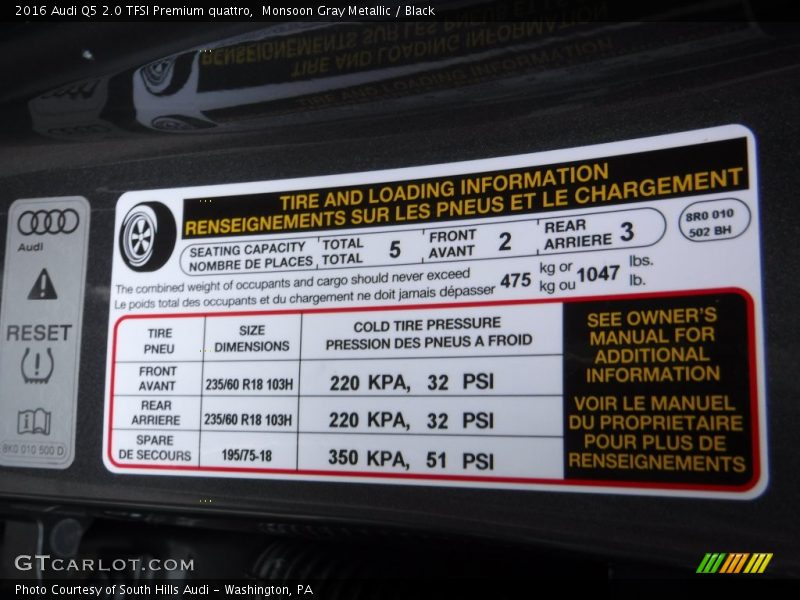 2016 Audi Q5 2.0 TFSI Premium quattro,  Monsoon Gray Metallic / Black
TIRE AND LOADING INFORMATION
RENSEIGNEMENTS SUR LES PNEUS ET LE CHARGEMENT
SEATING CAPACITY TOTAL 5 FRONT 2 REAR 3
NOMBRE DE PLACES TOTAL AVANT ARRIERE
8R0 010
502 BH
The combined weight of occupants and cargo should never exceed 475 kg or 1047 lbs.
Le poids total des occupants et du chargement ne doit jamais dépasser kg ou lb.
TIRE SIZE COLD TIRE PRESSURE
PNEU DIMENSIONS PRESSION DES PNEUS A FROID
FRONT
AVANT 235/60 R18 103H 220 KPA, 32 PSI
REAR
ARRIERE 235/60 R18 103H 220 KPA, 32 PSI
SPARE
DE SECOURS 195/75-18 350 KPA, 51 PSI
SEE OWNER'S
MANUAL FOR
ADDITIONAL
INFORMATION
VOIR LE MANUEL
DU PROPRIETAIRE
POUR PLUS DE
RENSEIGNEMENTS
Audi
RESET
8K0 010 500 D
GTCARLOT.COM
Photo Courtesy of South Hills Audi - Washington, PA